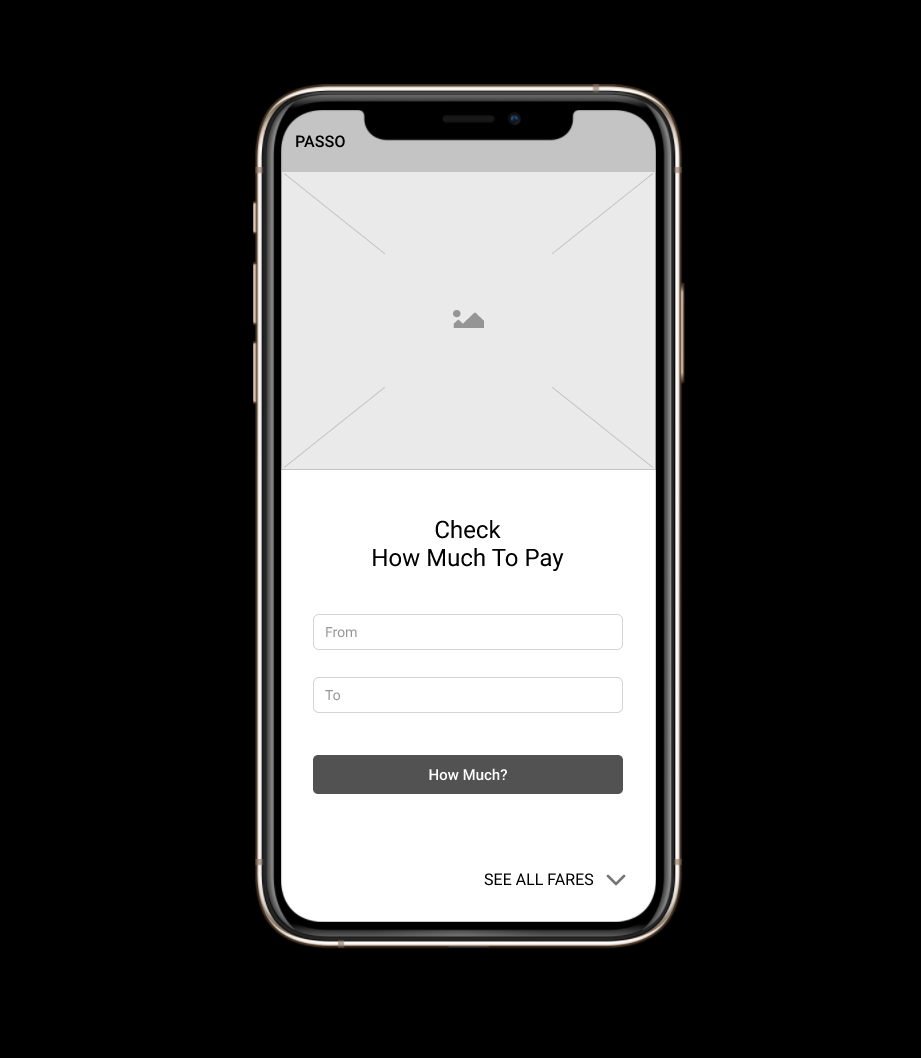 PASSO
Check
How Much To Pay
From
To
How Much?
SEE ALL FARES